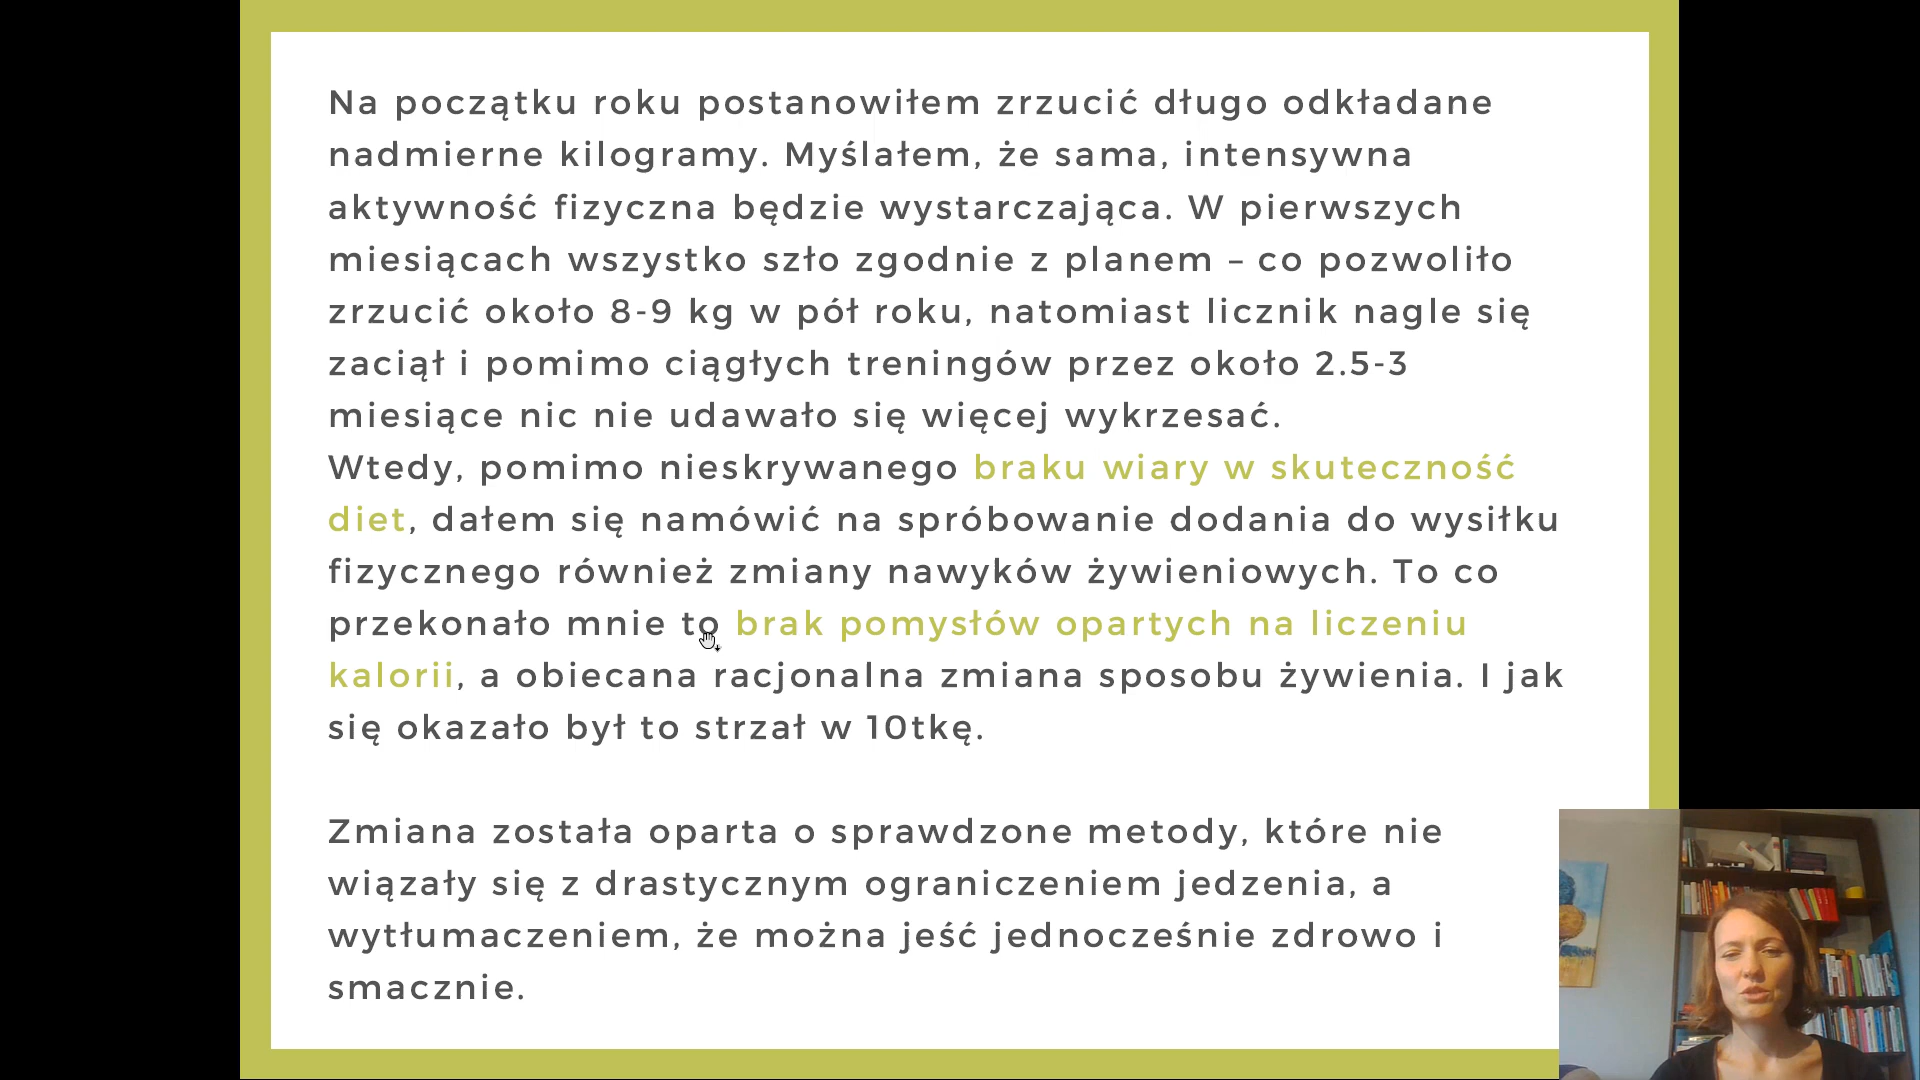 Na początku roku postanowiłem zrzucić długo odkładane
nadmierne kilogramy. Myślałem, że sama, intensywna
aktywność fizyczna będzie wystarczająca. W pierwszych
miesiącach wszystko szło zgodnie z planem – co pozwoliło
zrzucić około 8-9 kg w pół roku, natomiast licznik nagle się
zaciął i pomimo ciągłych treningów przez około 2.5-3
miesiące nic nie udawało się więcej wykrzesać.
Wtedy, pomimo nieskrywanego braku wiary w skuteczność
diet, dałem się namówić na spróbowanie dodania do wysiłku
fizycznego również zmiany nawyków żywieniowych. To co
przekonało mnie to brak pomysłów opartych na liczeniu
kalorii, a obiecana racjonalna zmiana sposobu żywienia. I jak
się okazało był to strzał w 10tkę.
Zmiana została oparta o sprawdzone metody, które nie
wiązały się z drastycznym ograniczeniem jedzenia, a
wytłumaczeniem, że można jeść jednocześnie zdrowo i
smacznie.